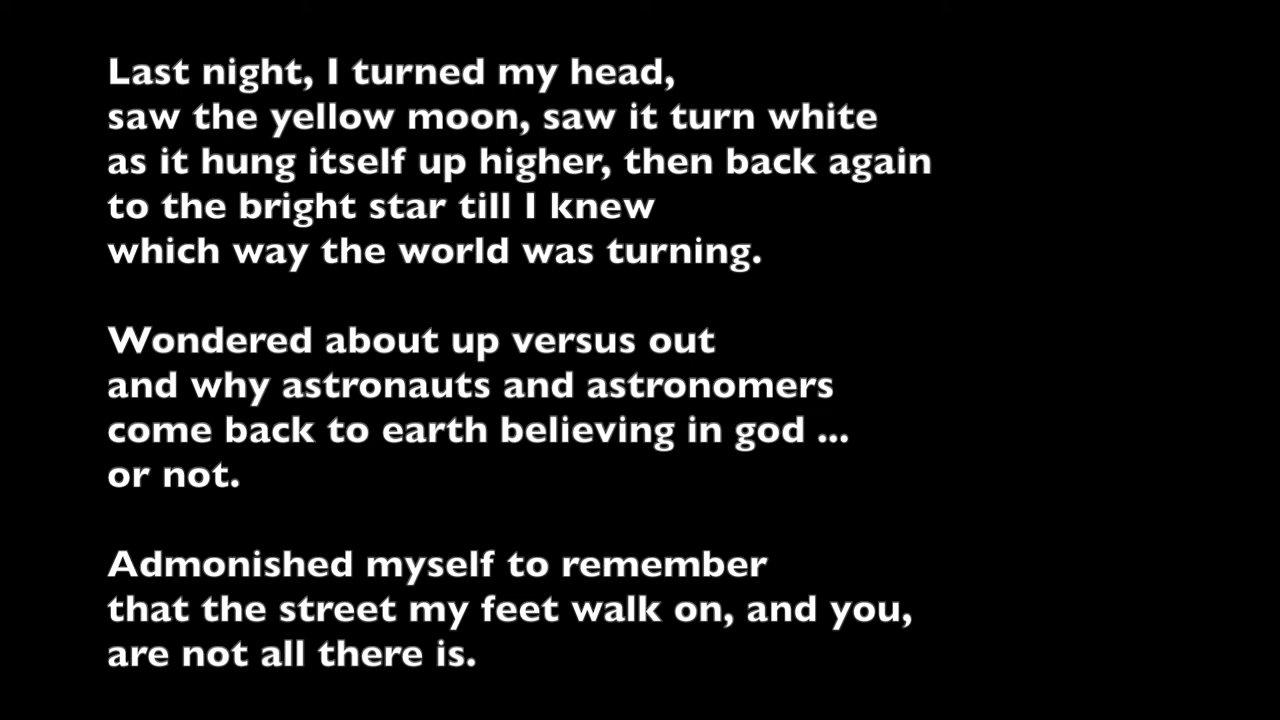 Last night, I turned my head,
saw the yellow moon, saw it turn white
as it hung itself up higher, then back again
to the bright star till I knew
which way the world was turning.
Wondered about up versus out
and why astronauts and astronomers
come back to earth believing in god ...
or not.
Admonished myself to remember
that the street my feet walk on, and you,
are not all there is.